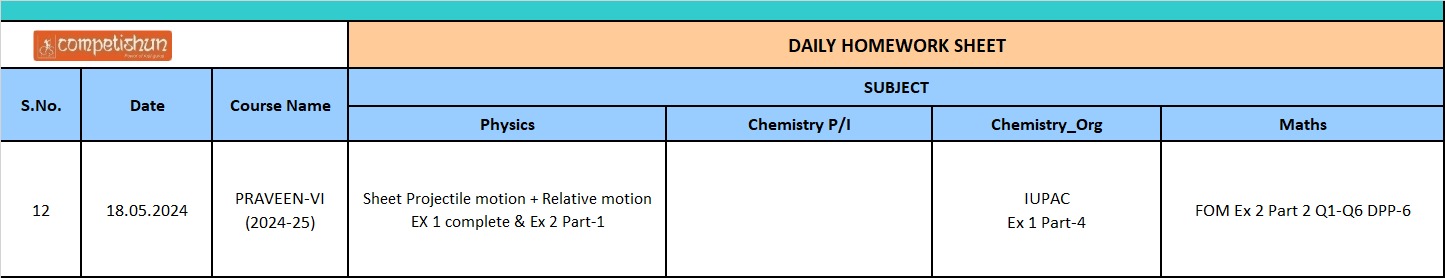 competishun
DAILY HOMEWORK SHEET
S.No.
Date
Course Name
SUBJECT
Physics
Chemistry P/I
Chemistry_Org
Maths
12
18.05.2024
PRAVEEN-VI
(2024-25)
Sheet Projectile motion + Relative motion
EX 1 complete & Ex 2 Part-1
IUPAC
Ex 1 Part-4
FOM Ex 2 Part 2 Q1-Q6 DPP-6